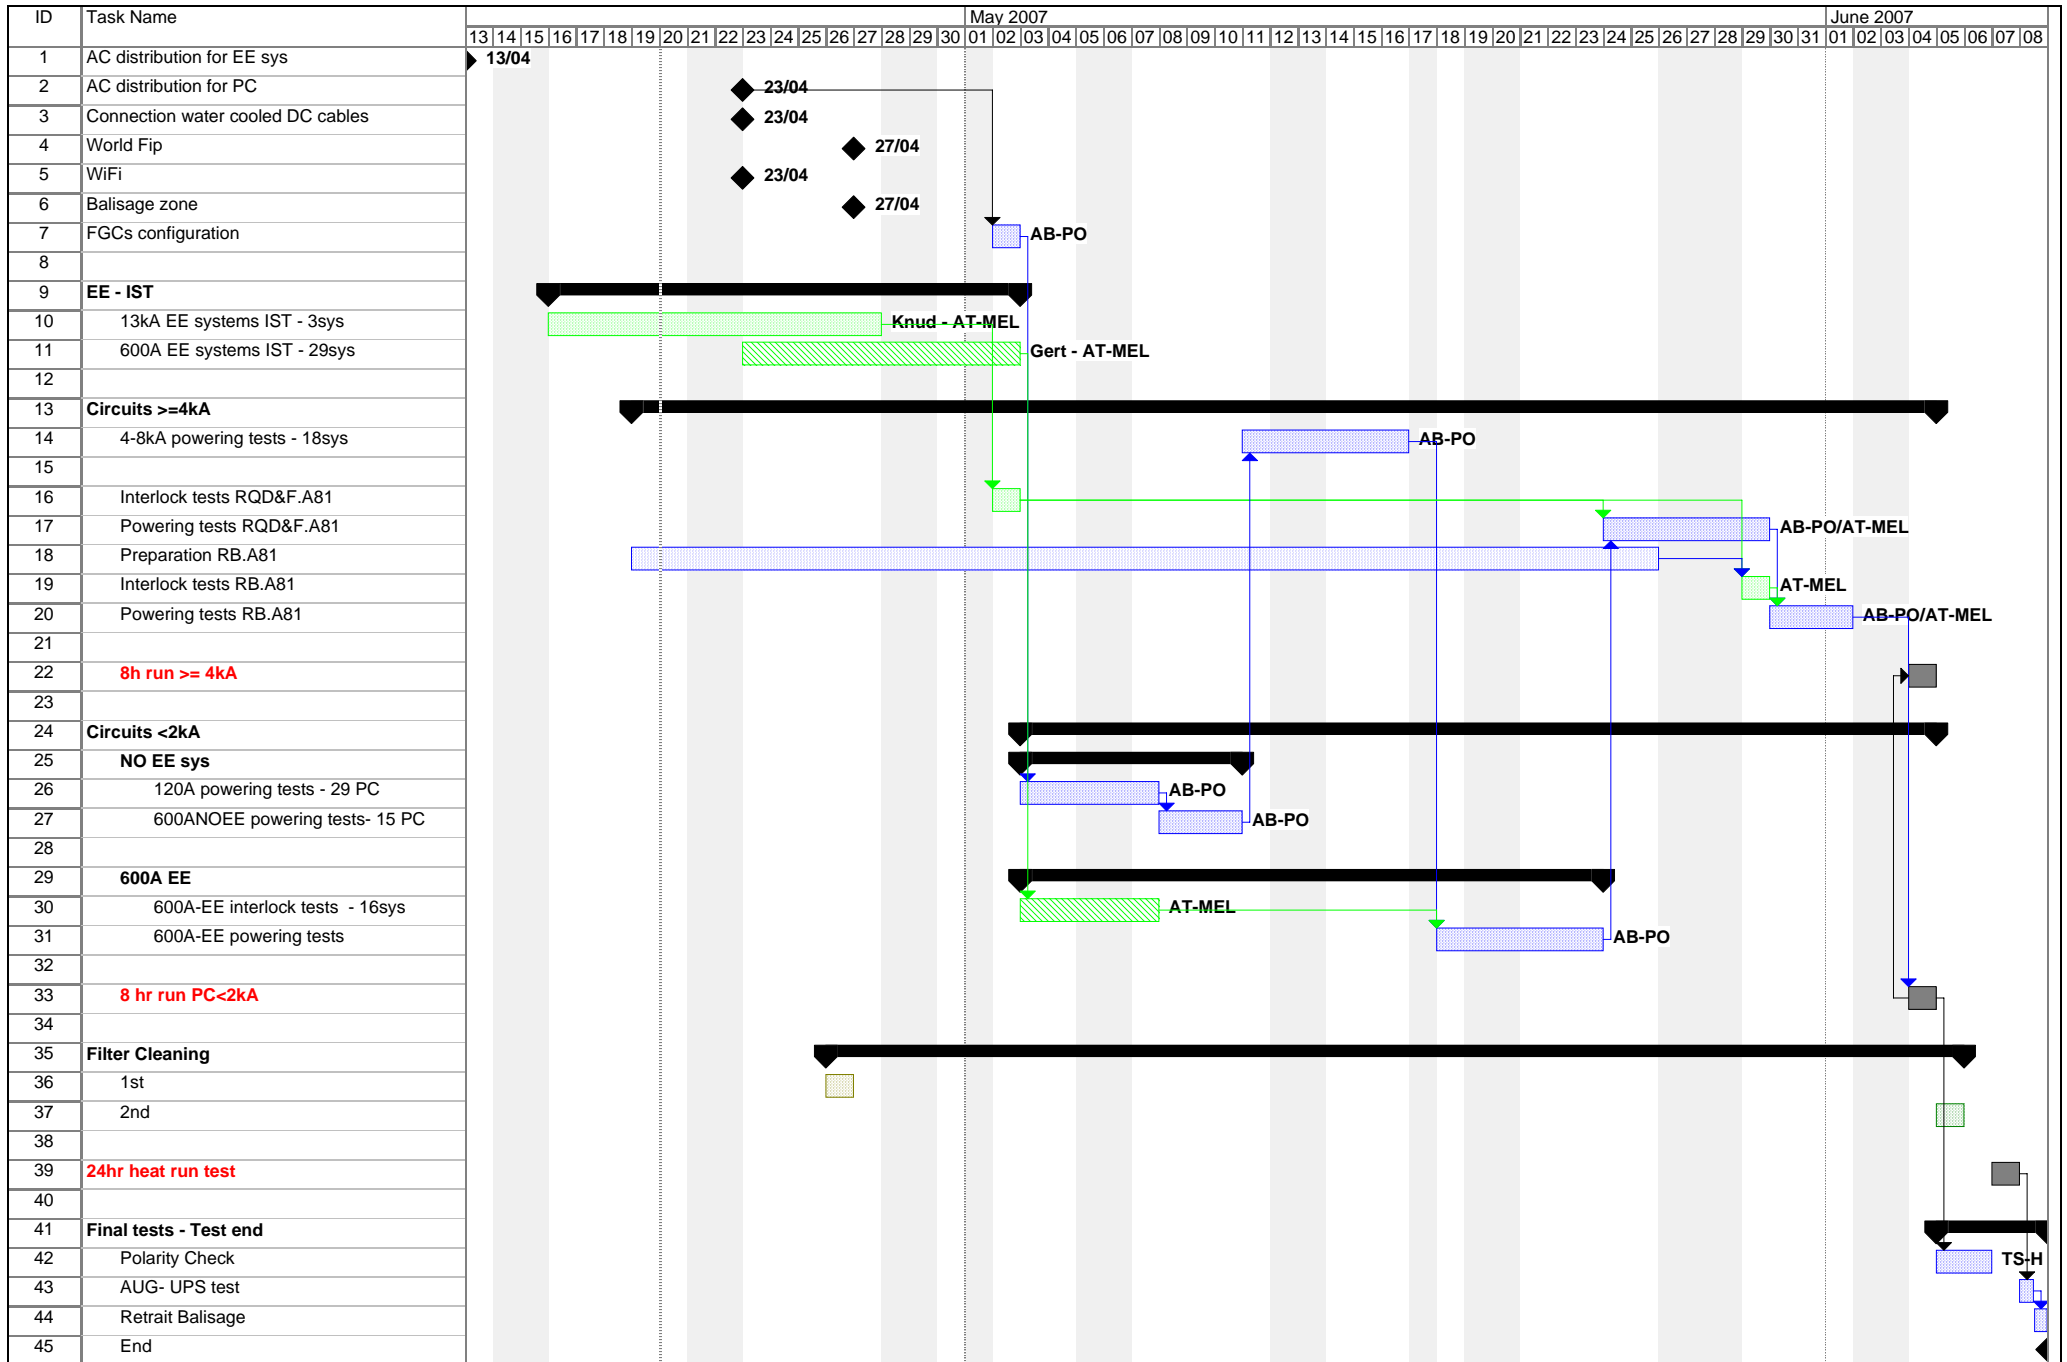 ID Task Name May 2007 June 2007
13 14 15 16 17 18 19 20 21 22 23 24 25 26 27 28 29 30 01 02 03 04 05 06 07 08 09 10 11 12 13 14 15 16 17 18 19 20 21 22 23 24 25 26 27 28 29 30 31 01 02 03 04 05 06 07 08
1 AC distribution for EE sys 13/04
2 AC distribution for PC 23/04
3 Connection water cooled DC cables 23/04
4 World Fip 27/04
5 WiFi 23/04
6 Balisage zone 27/04
7 FGCs configuration AB-PO
8
9 EE - IST
10 13kA EE systems IST - 3sys Knud - AT-MEL
11 600A EE systems IST - 29sys Gert - AT-MEL
12
13 Circuits >=4kA
14 4-8kA powering tests - 18sys AB-PO
15
16 Interlock tests RQD&F.A81
17 Powering tests RQD&F.A81 AB-PO/AT-MEL
18 Preparation RB.A81
19 Interlock tests RB.A81 AT-MEL
20 Powering tests RB.A81 AB-PO/AT-MEL
21
22 8h run >= 4kA
23
24 Circuits <2kA
25 NO EE sys
26 120A powering tests - 29 PC AB-PO
27 600ANOEE powering tests- 15 PC AB-PO
28
29 600A EE
30 600A-EE interlock tests - 16sys AT-MEL
31 600A-EE powering tests AB-PO
32
33 8 hr run PC<2kA
34
35 Filter Cleaning
36 1st
37 2nd
38
39 24hr heat run test
40
41 Final tests - Test end
42 Polarity Check TS-H
43 AUG- UPS test
44 Retrait Balisage
45 End